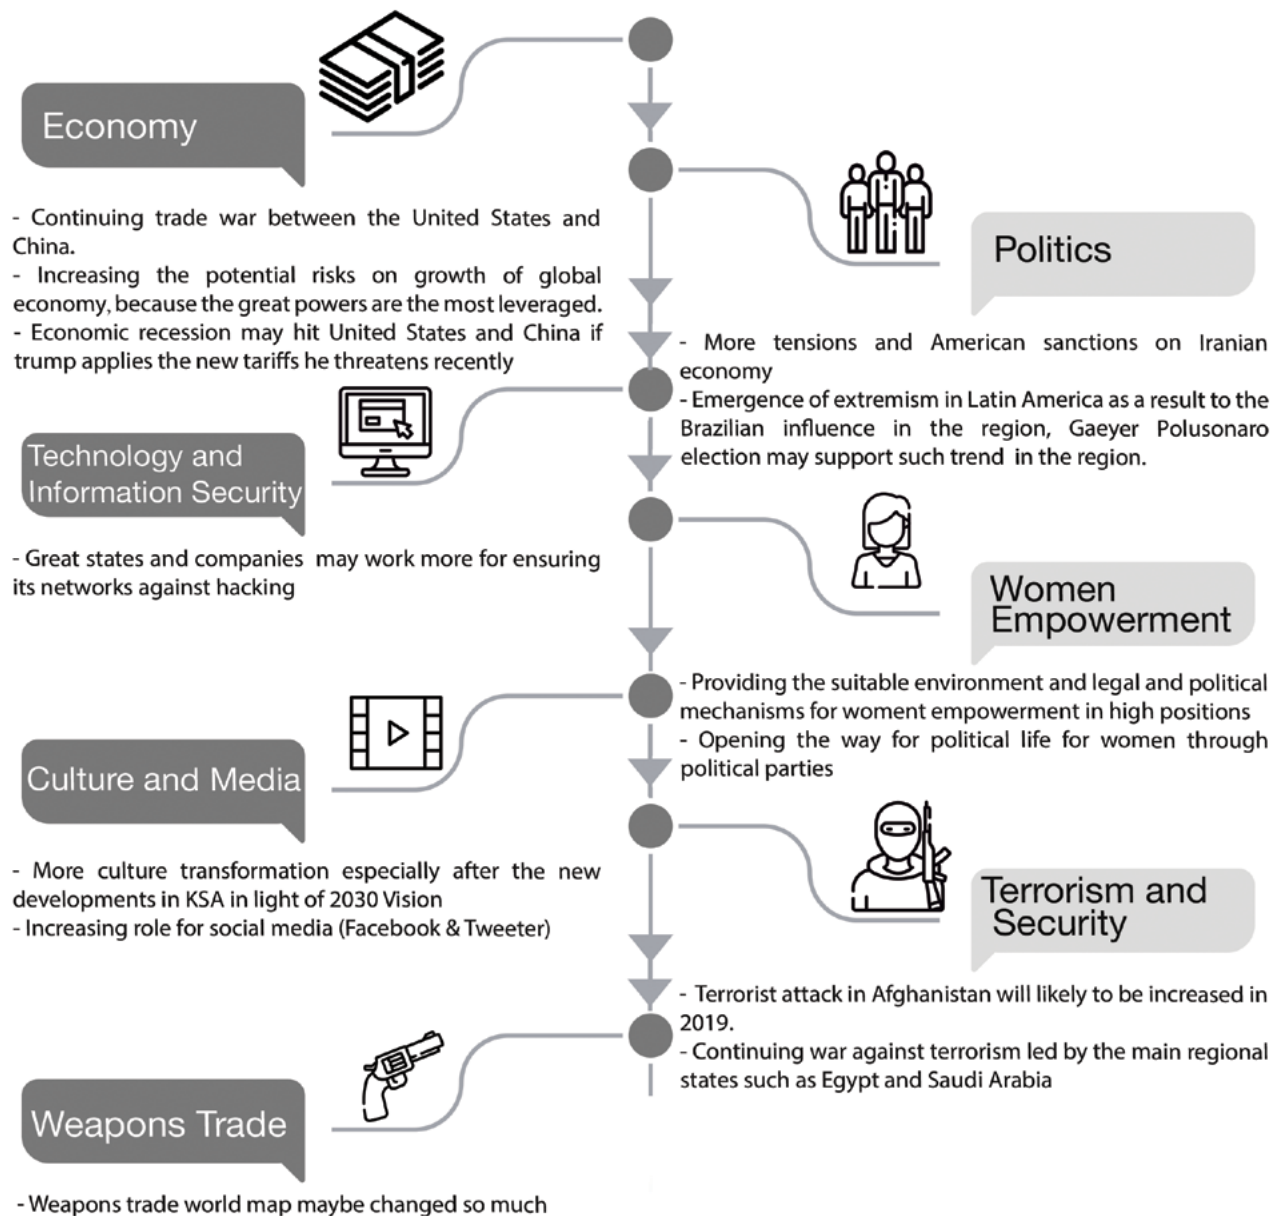 Economy
- Continuing trade war between the United States and
China.
- Increasing the potential risks on growth of global
economy, because the great powers are the most leveraged.
- Economic recession may hit United States and China if
trump applies the new tariffs he threatens recently
Politics
- More tensions and American sanctions on Iranian
economy
- Emergence of extremism in Latin America as a result to the
Brazilian influence in the region, Gaeyer Polusonaro
election may support such trend in the region.
Technology and
Information Security
- Great states and companies may work more for ensuring
its networks against hacking
Women
Empowerment
- Providing the suitable environment and legal and political
mechanisms for woment empowerment in high positions
- Opening the way for political life for women through
political parties
Culture and Media
- More culture transformation especially after the new
developments in KSA in light of 2030 Vision
- Increasing role for social media (Facebook & Tweeter)
Terrorism and
Security
- Terrorist attack in Afghanistan will likely to be increased in
2019.
- Continuing war against terrorism led by the main regional
states such as Egypt and Saudi Arabia
Weapons Trade
- Weapons trade world map maybe changed so much